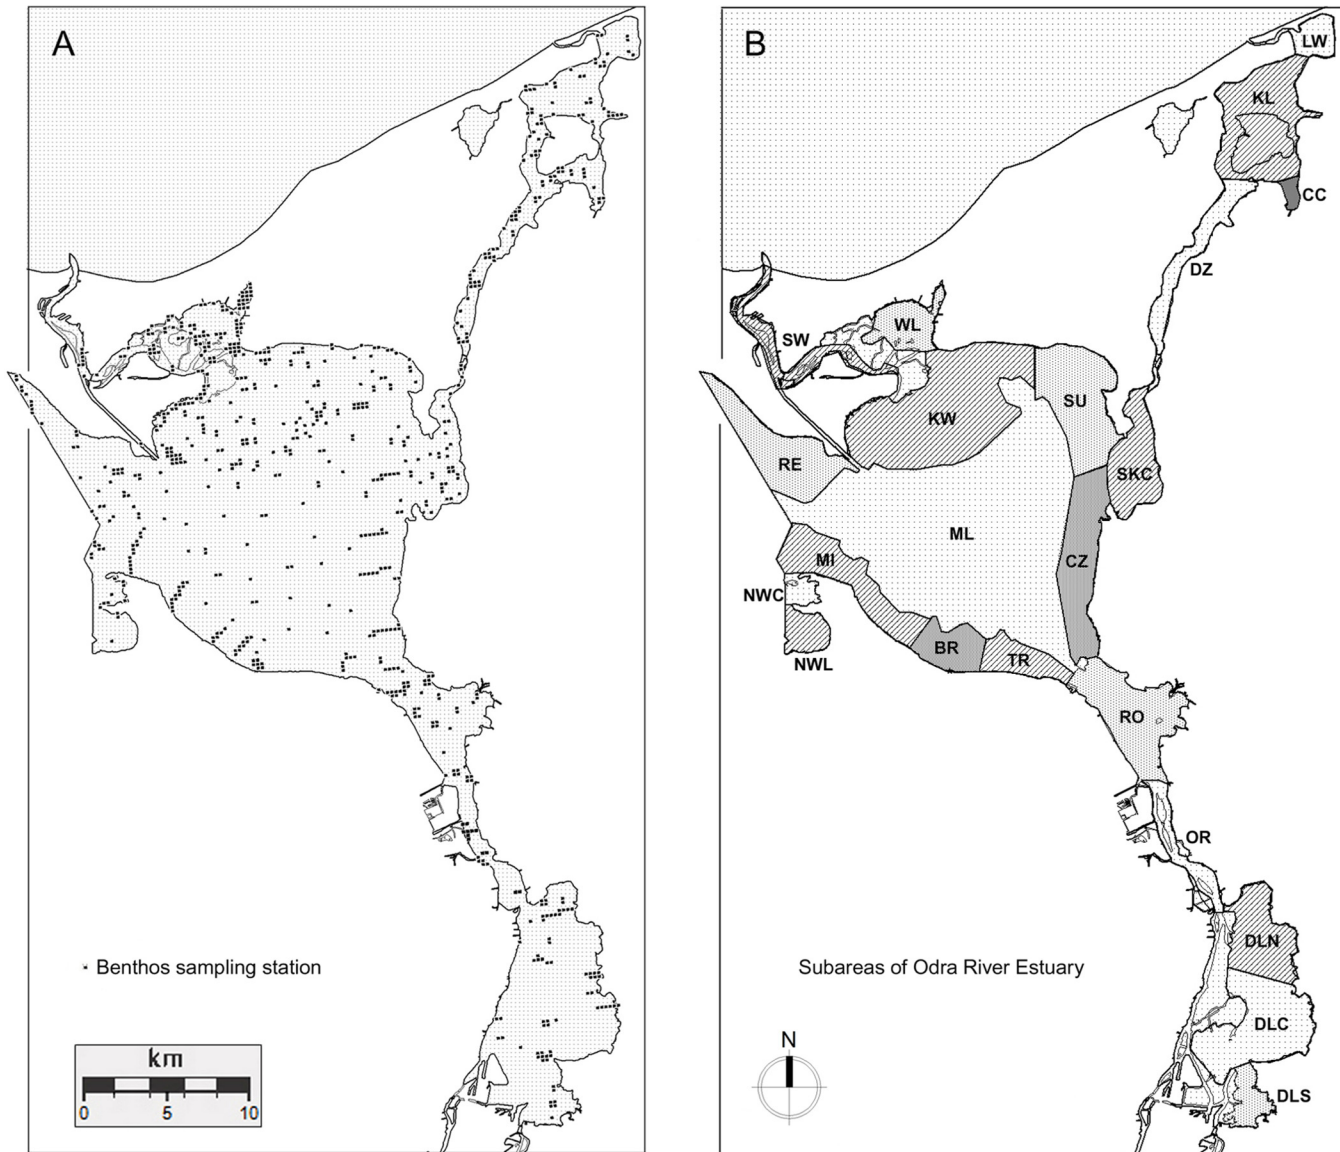 A
Benthos sampling station
km
0 5 10
B
LW
KL
CC
DZ
WL
SW
SU
KW
RE
SKC
ML
MI
CZ
NWC
BR
TR
NWL
RO
OR
DLN
Subareas of Odra River Estuary
DLC
N
DLS